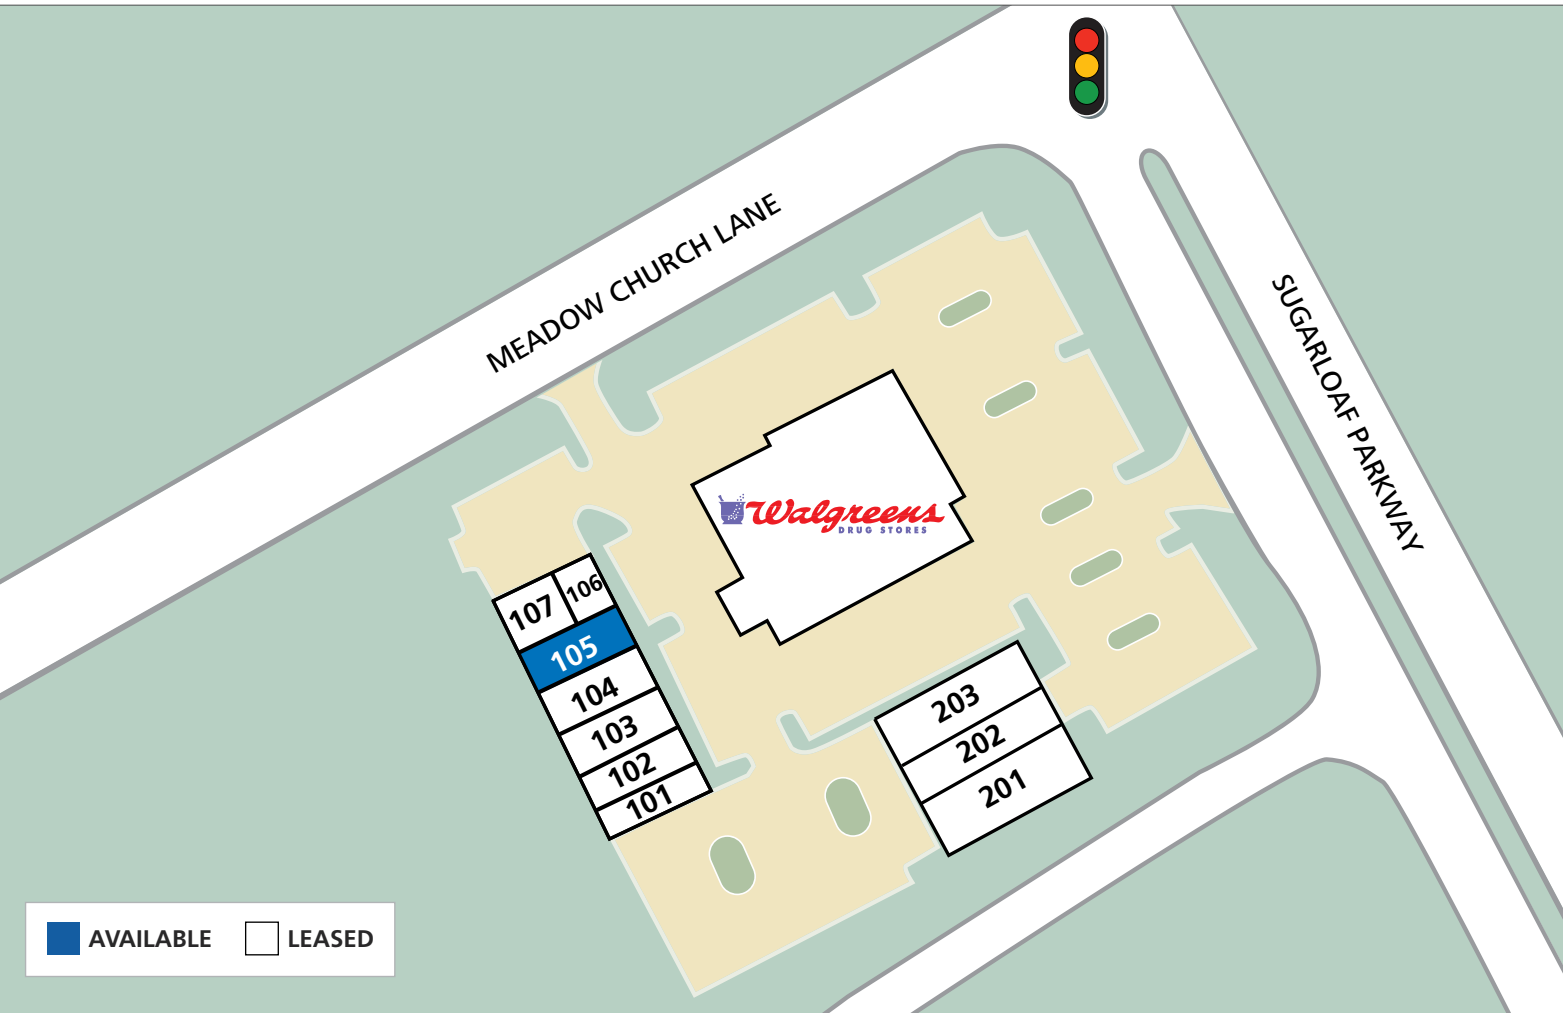 MEADOW CHURCH LANE
SUGARLOAF PARKWAY
Walgreens
DRUG STORES
106
107
105
104
103
102
101
203
202
201
AVAILABLE
LEASED